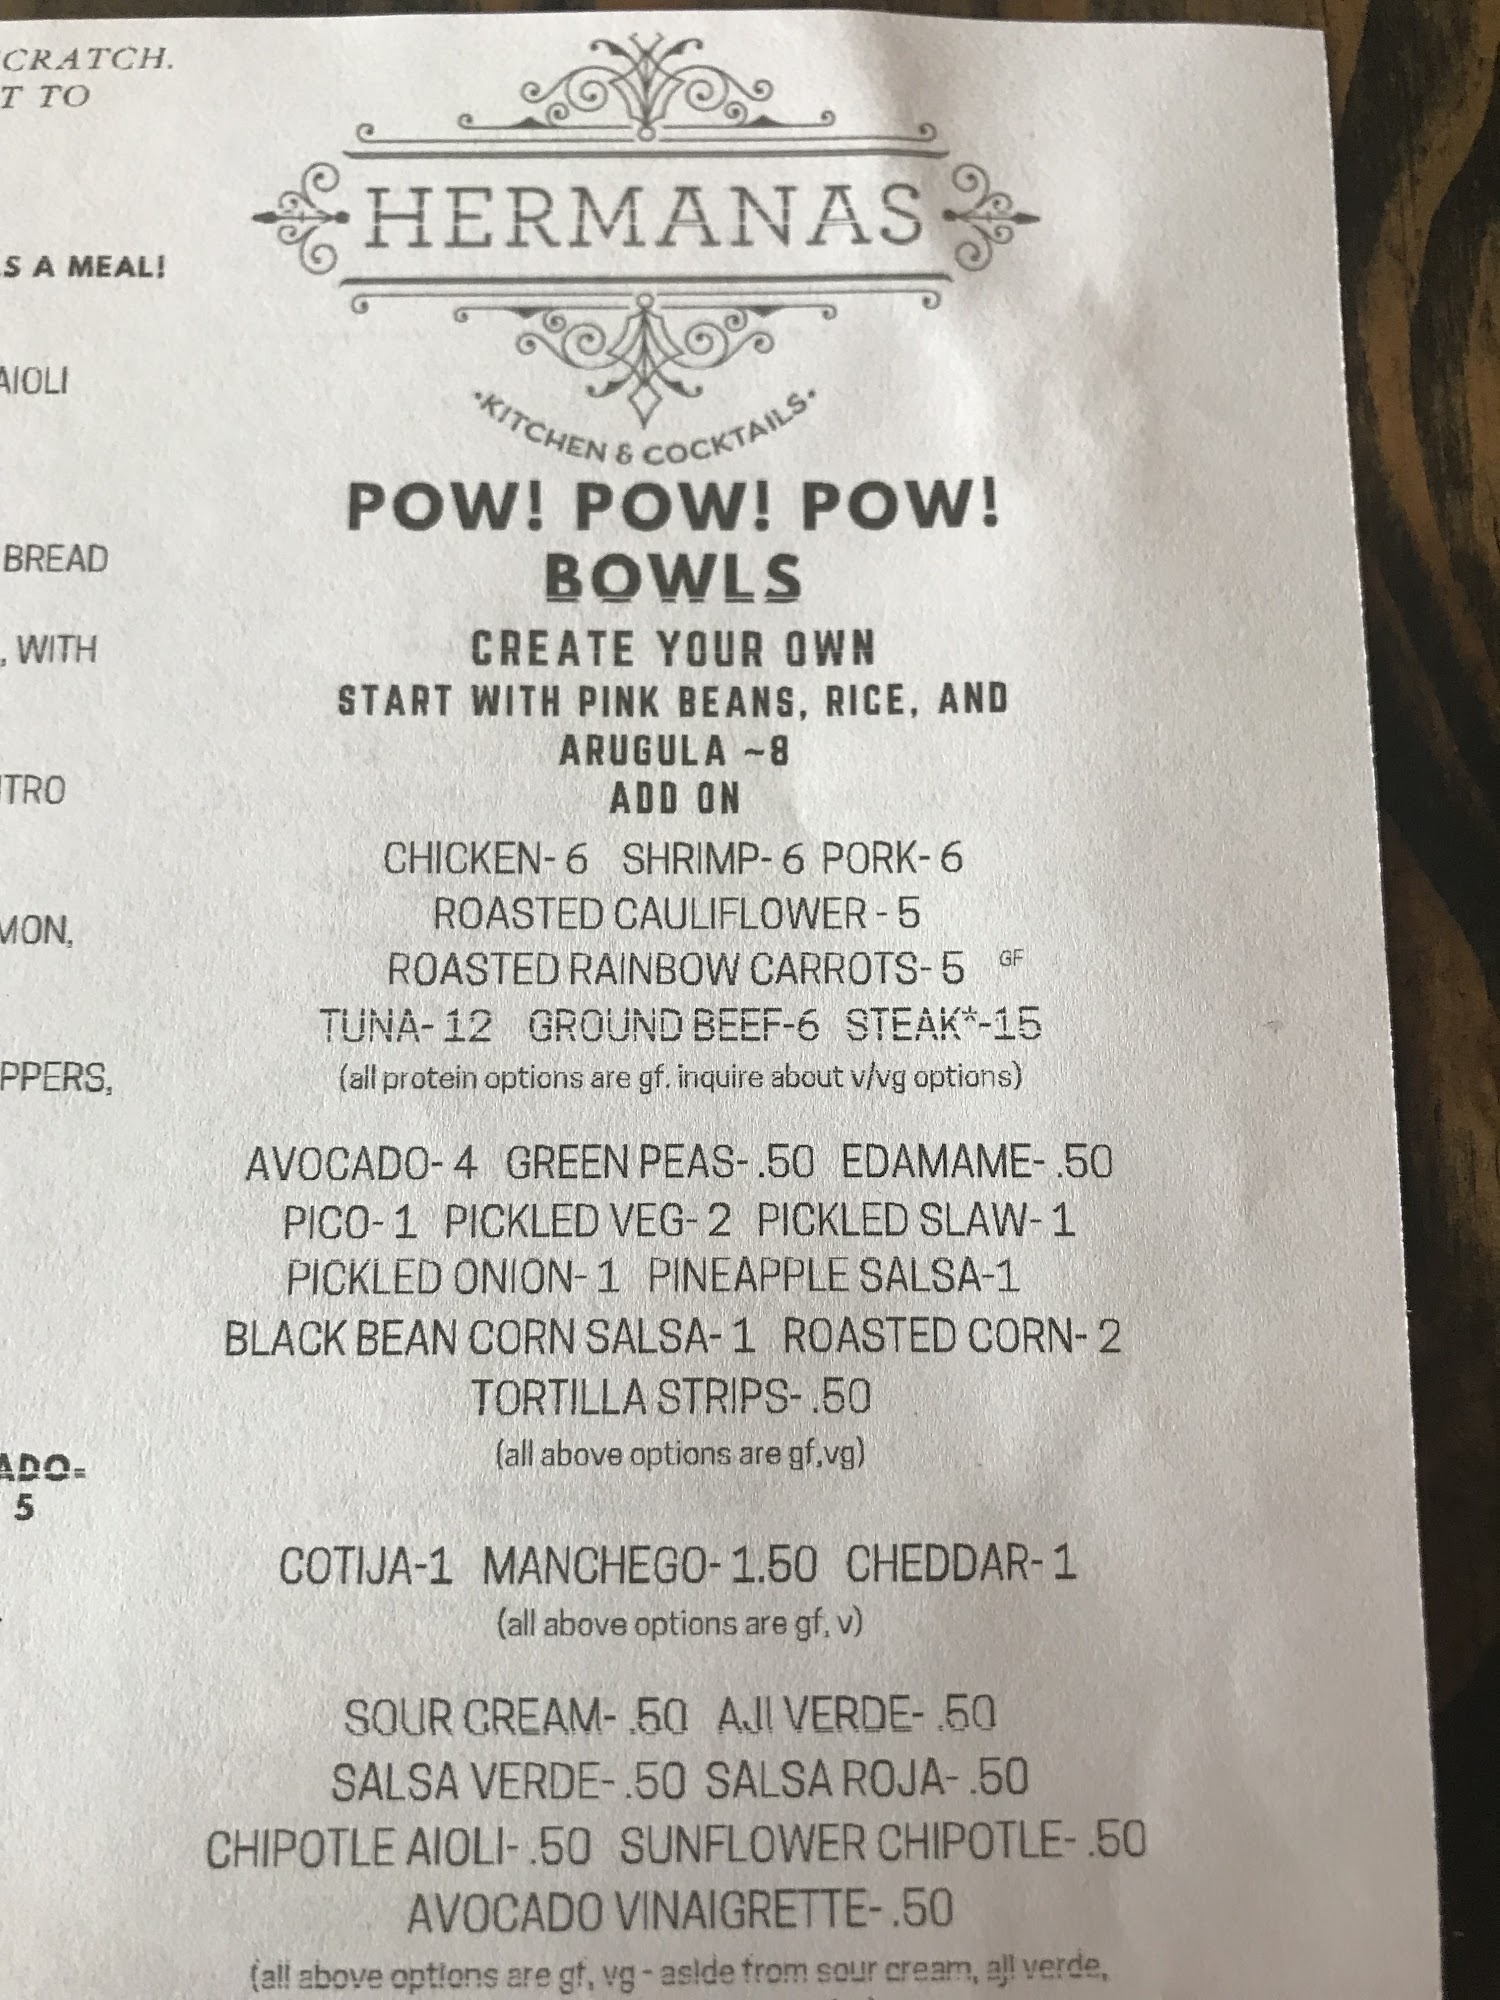 CRATCH.
T TO
S A MEAL!
AIOLI
BREAD
, WITH
TRO
MON,
PPERS,
ADO-
5
HERMANAS
·KITCHEN & COCKTAILS·
POW! POW! POW!
BOWLS
CREATE YOUR OWN
START WITH PINK BEANS, RICE, AND
ARUGULA ~8
ADD ON
CHICKEN- 6 SHRIMP- 6 PORK- 6
ROASTED CAULIFLOWER - 5
ROASTED RAINBOW CARROTS- 5 GF
TUNA- 12 GROUND BEEF-6 STEAK*-15
(all protein options are gf. inquire about v/vg options)
AVOCADO- 4 GREEN PEAS- .50 EDAMAME- .50
PICO- 1 PICKLED VEG- 2 PICKLED SLAW- 1
PICKLED ONION- 1 PINEAPPLE SALSA-1
BLACK BEAN CORN SALSA- 1 ROASTED CORN- 2
TORTILLA STRIPS- .50
(all above options are gf,vg)
COTIJA-1 MANCHEGO- 1.50 CHEDDAR- 1
(all above options are gf, v)
SOUR CREAM- .50 AJI VERDE- .50
SALSA VERDE- .50 SALSA ROJA- .50
CHIPOTLE AIOLI- .50 SUNFLOWER CHIPOTLE- .50
AVOCADO VINAIGRETTE- .50
(all above options are gf, vg - aside from sour cream, aji verde,